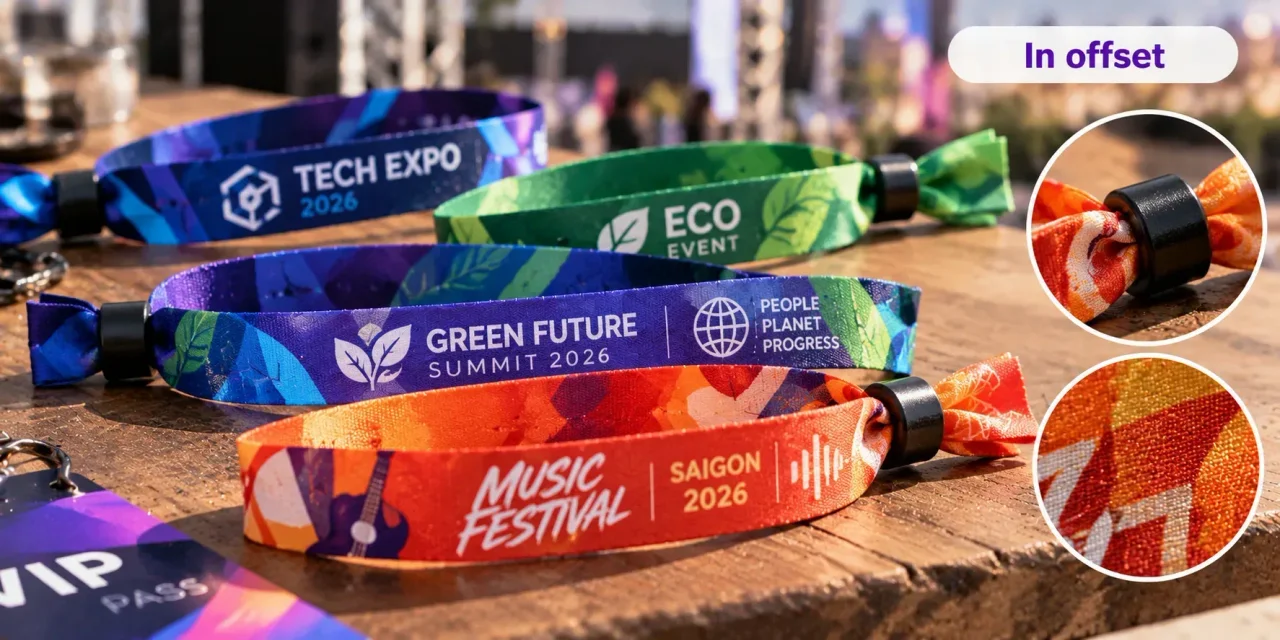 In offset
TECH EXPO
2026
ECO
EVENT
GREEN FUTURE
SUMMIT 2026
PEOPLE
PLANET
PROGRESS
MUSIC
FESTIVAL
SAIGON
2026
VIP
PASS